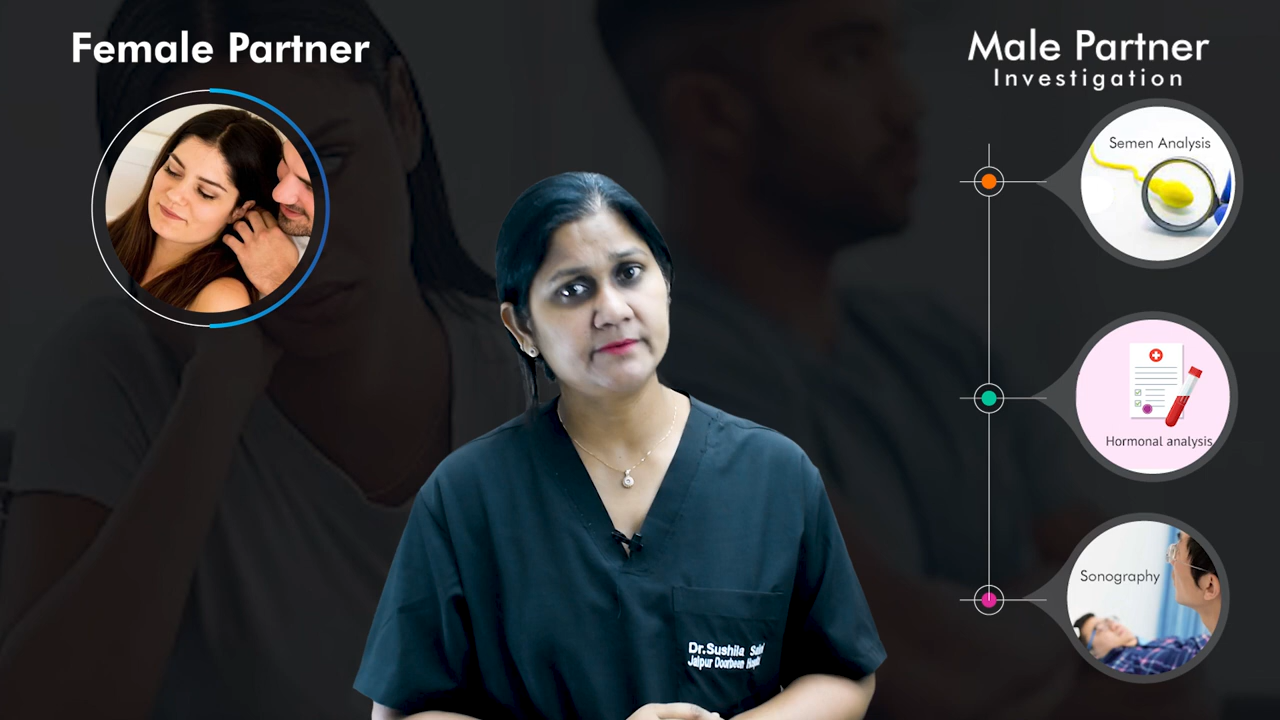 Female Partner
Male Partner
Investigation
Semen Analysis
Hormonal analysis
Sonography
Dr.Sushila
Jaipur Doorbeen